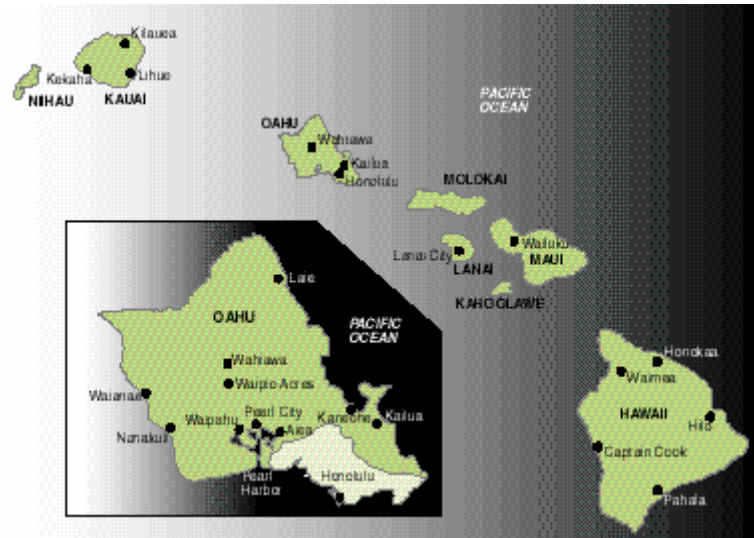 Kilauea
Kekaha
Lihue
NIIHAU
KAUAI
PACIFIC
OCEAN
OAHU
Wahiawa
Kailua
Honolulu
MOLOKAI
Wailuku
Lanai City
LANAI
MAUI
KAHOOLAWE
Laie
OAHU
PACIFIC
OCEAN
Wahiawa
Waipio Acres
Waianae
Waipahu
Pearl City
Kaneohe
Kailua
Nanakuli
Aiea
Pearl
Harbor
Honolulu
Honokaa
Waimea
HAWAII
Hilo
Captain Cook
Pahala